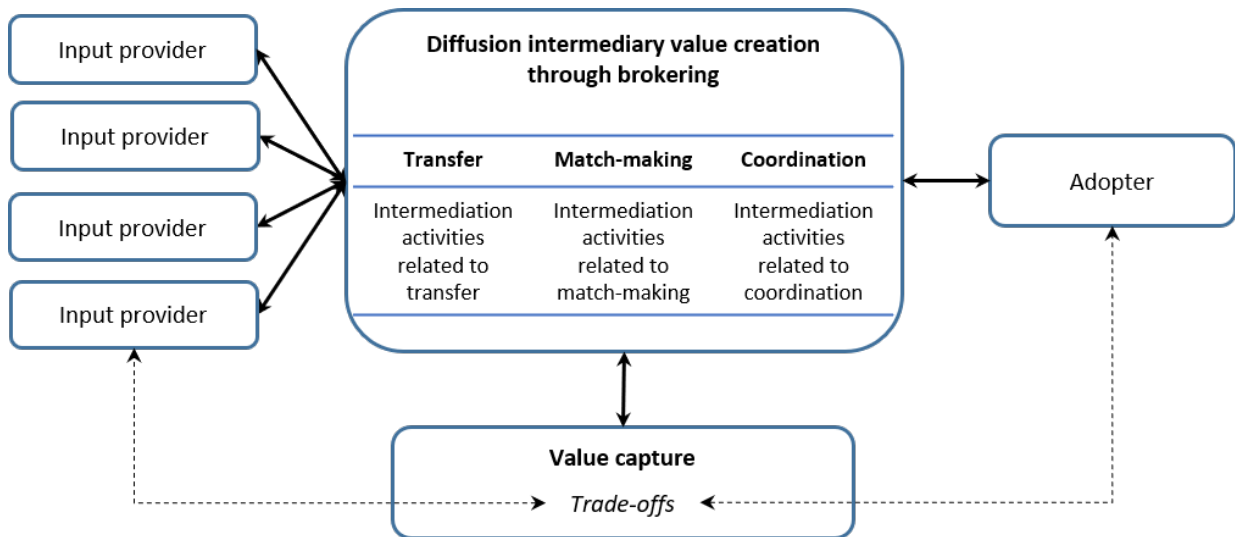 Input provider
Input provider
Input provider
Input provider
Diffusion intermediary value creation
through brokering
Transfer
Match-making
Coordination
Intermediation
activities
related to
transfer
Intermediation
activities
related to
match-making
Intermediation
activities
related to
coordination
Adopter
Value capture
Trade-offs